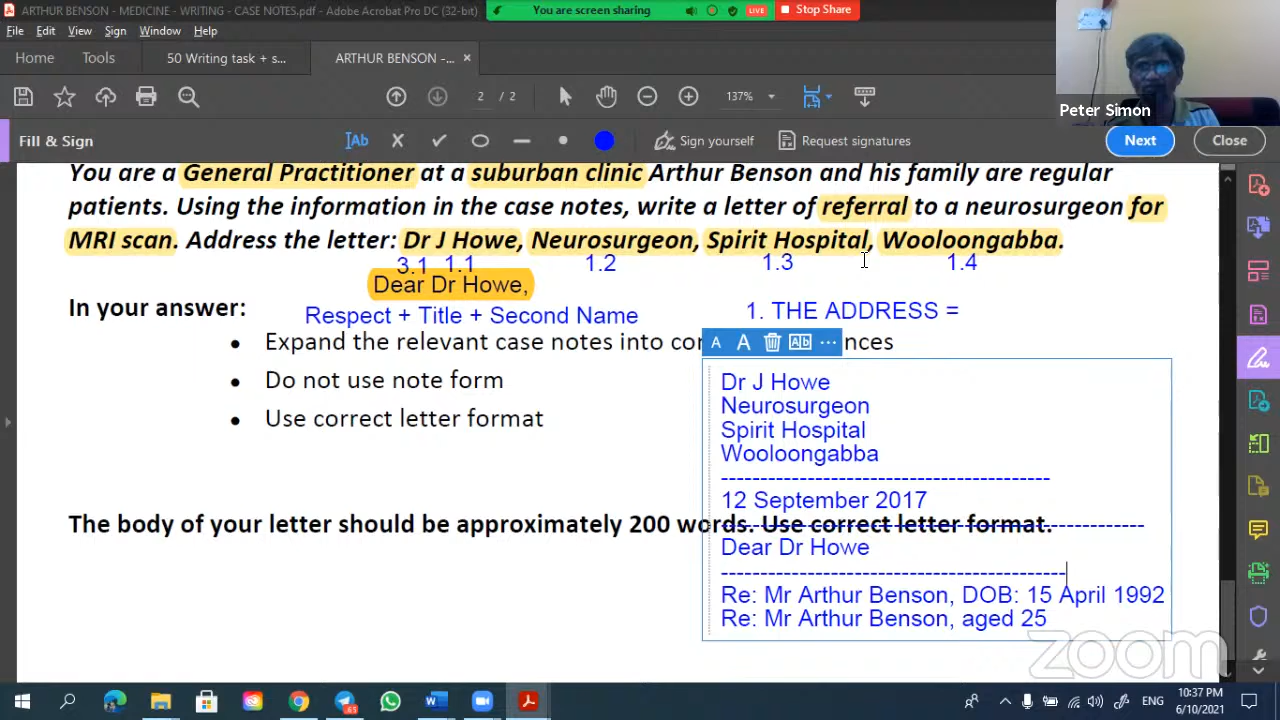 ARTHUR BENSON - MEDICINE - WRITING - CASE NOTES.pdf - Adobe Acrobat Pro DC (32-bit)
You are screen sharing
LIVE
Stop Share
File Edit View Sign Window Help
Home Tools 50 Writing task + s... ARTHUR BENSON -... ×
2 / 2
137%
Peter Simon
Fill & Sign
Ab
Sign yourself
Request signatures
Next
Close
You are a General Practitioner at a suburban clinic Arthur Benson and his family are regular
patients. Using the information in the case notes, write a letter of referral to a neurosurgeon for
MRI scan. Address the letter: Dr J Howe, Neurosurgeon, Spirit Hospital, Wooloongabba.
3.1 1.1 1.2 1.3 1.4
Dear Dr Howe,
In your answer:
Respect + Title + Second Name
1. THE ADDRESS =
• Expand the relevant case notes into nces
A A Ab ...
• Do not use note form
• Use correct letter format
Dr J Howe
Neurosurgeon
Spirit Hospital
Wooloongabba
------------------------------------------
12 September 2017
The body of your letter should be approximately 200 words. Use correct letter format.
------------------------------------------------------
Dear Dr Howe
--------------------------------------------
Re: Mr Arthur Benson, DOB: 15 April 1992
Re: Mr Arthur Benson, aged 25
zoom
ENG
10:37 PM
6/10/2021